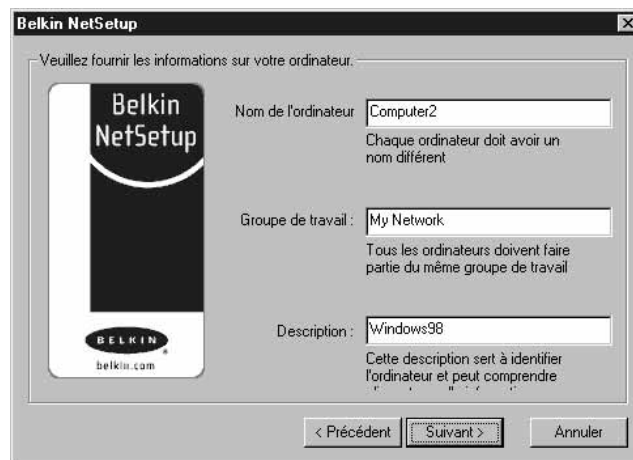 Belkin NetSetup
Veuillez fournir les informations sur votre ordinateur.
Belkin
NetSetup
BELKIN
belkin.com
Nom de l'ordinateur
Computer2
Chaque ordinateur doit avoir un
nom différent
Groupe de travail :
My Network
Tous les ordinateurs doivent faire
partie du même groupe de travail
Description :
Windows98
Cette description sert à identifier
l'ordinateur et peut comprendre
< Précédent
Suivant >
Annuler